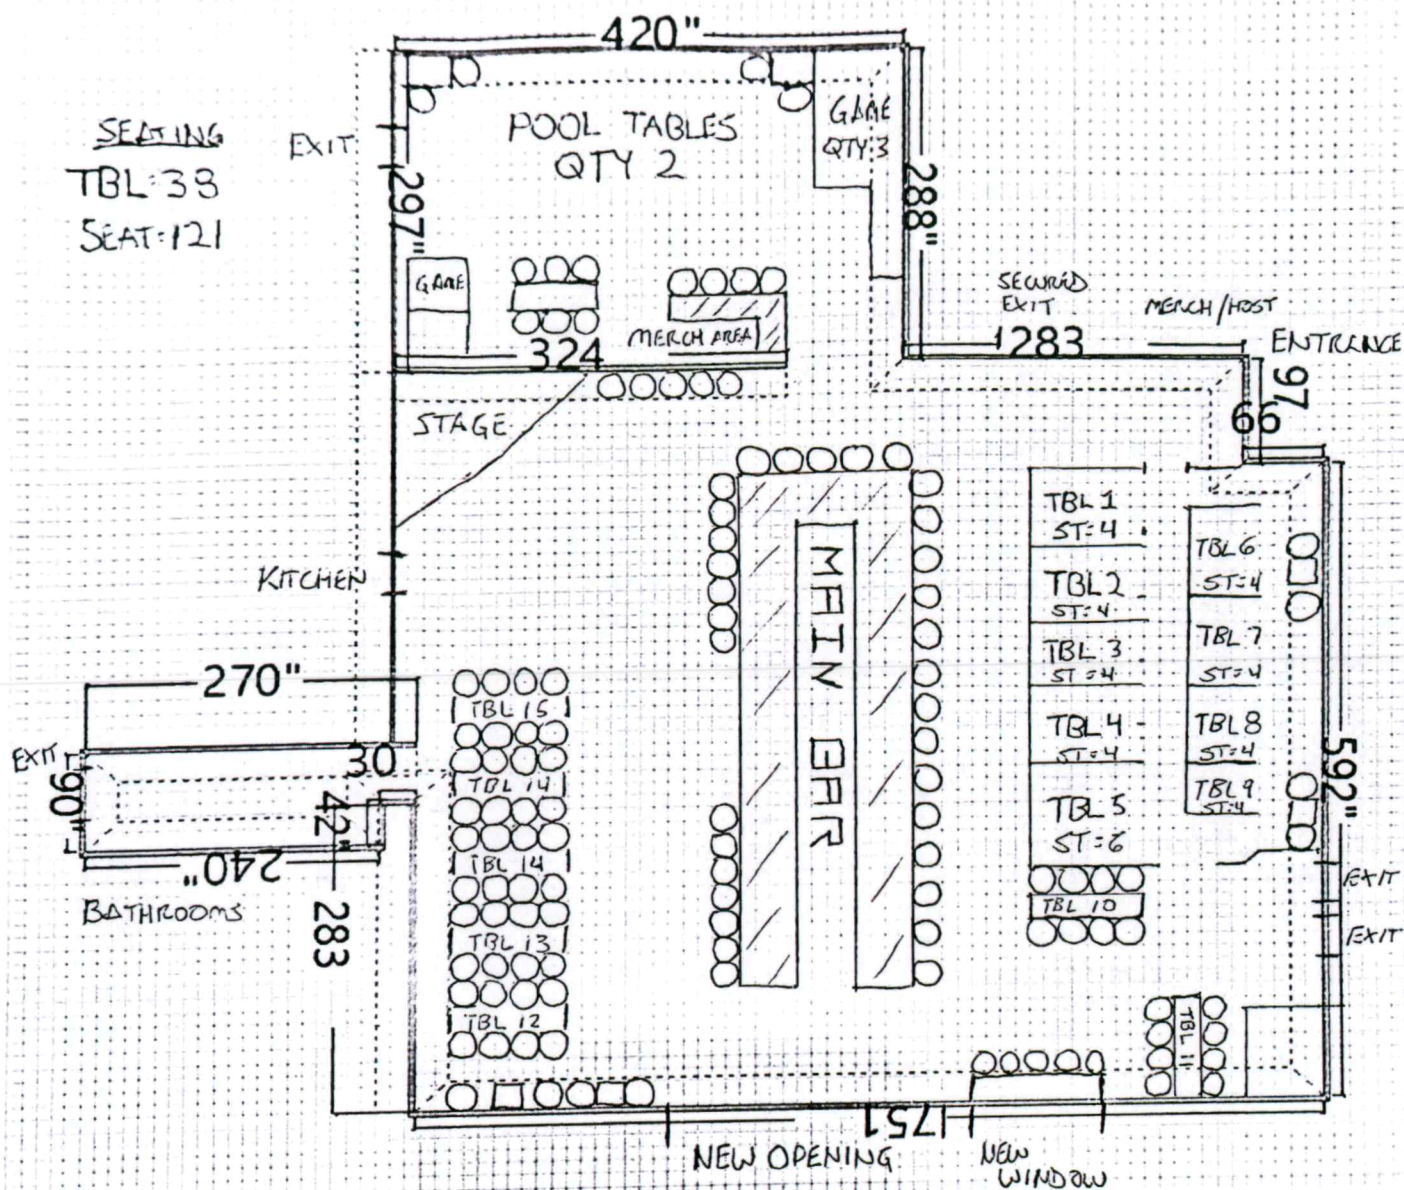 420"
SEATING
TBL:38
SEAT:121
EXIT
POOL TABLES
QTY 2
GAME
QTY:3
297"
288"
GAME
MERCH AREA
324
SECURED
EXIT
283
MERCH/HOST
ENTRANCE
97
66
STAGE
KITCHEN
MAIN BAR
TBL 1
ST=4
TBL 2
ST=4
TBL 3
ST=4
TBL 4
ST=4
TBL 5
ST=6
TBL 6
ST=4
TBL 7
ST=4
TBL 8
ST=4
TBL 9
ST=4
592"
270"
EXIT
90"
30
42"
240"
BATHROOMS
283
TBL 15
TBL 14
TBL 14
TBL 13
TBL 12
TBL 10
TBL 11
EXIT
EXIT
751
NEW OPENING
NEW
WINDOW